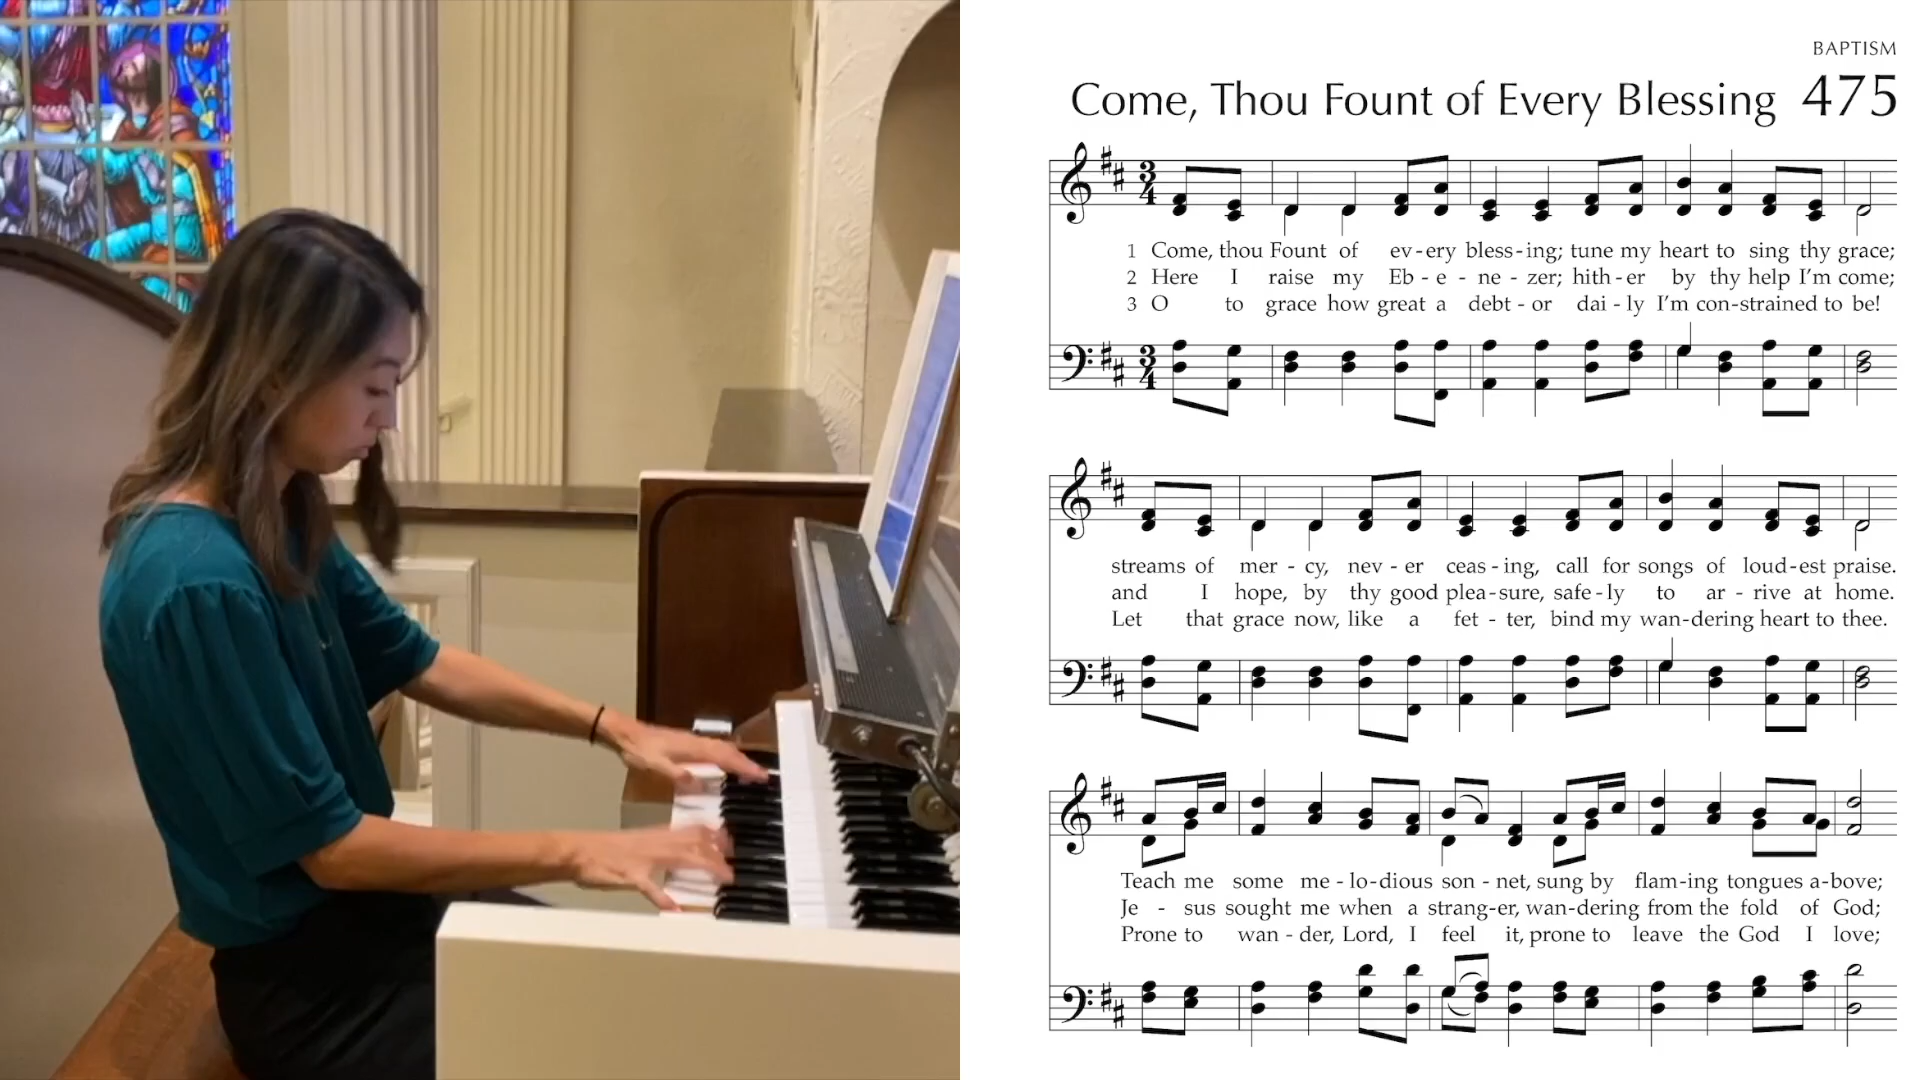 BAPTISM
Come, Thou Fount of Every Blessing 475
1 Come, thou Fount of ev-ery bless-ing; tune my heart to sing thy grace;
2 Here I raise my Eb - e - ne - zer; hith-er by thy help I'm come;
3 O to grace how great a debt - or dai - ly I'm con-strained to be!
streams of mer - cy, nev - er ceas - ing, call for songs of loud-est praise.
and I hope, by thy good plea-sure, safe-ly to ar - rive at home.
Let that grace now, like a fet - ter, bind my wan-dering heart to thee.
Teach me some me - lo-dious son - net, sung by flam-ing tongues a-bove;
Je - sus sought me when a strang-er, wan-dering from the fold of God;
Prone to wan - der, Lord, I feel it, prone to leave the God I love;